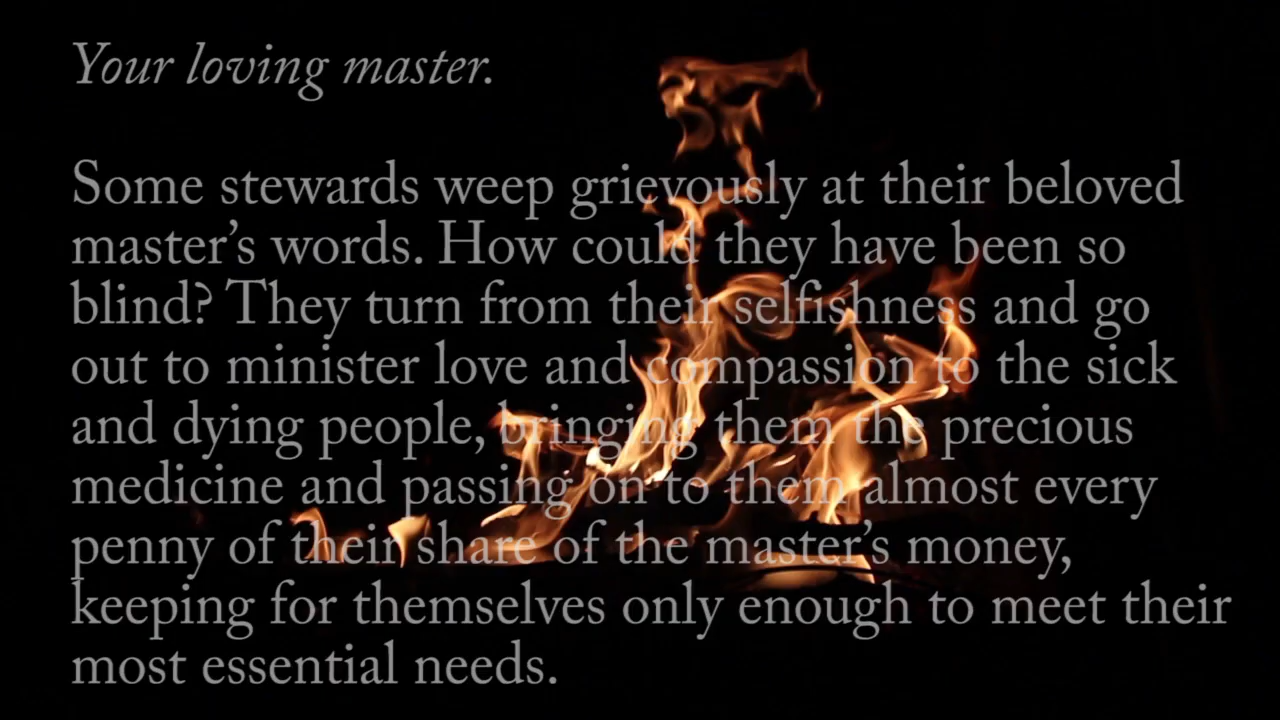 Your loving master.
Some stewards weep grievously at their beloved
master’s words. How could they have been so
blind? They turn from their selfishness and go
out to minister love and compassion to the sick
and dying people, bringing them the precious
medicine and passing on to them almost every
penny of their share of the master’s money,
keeping for themselves only enough to meet their
most essential needs.